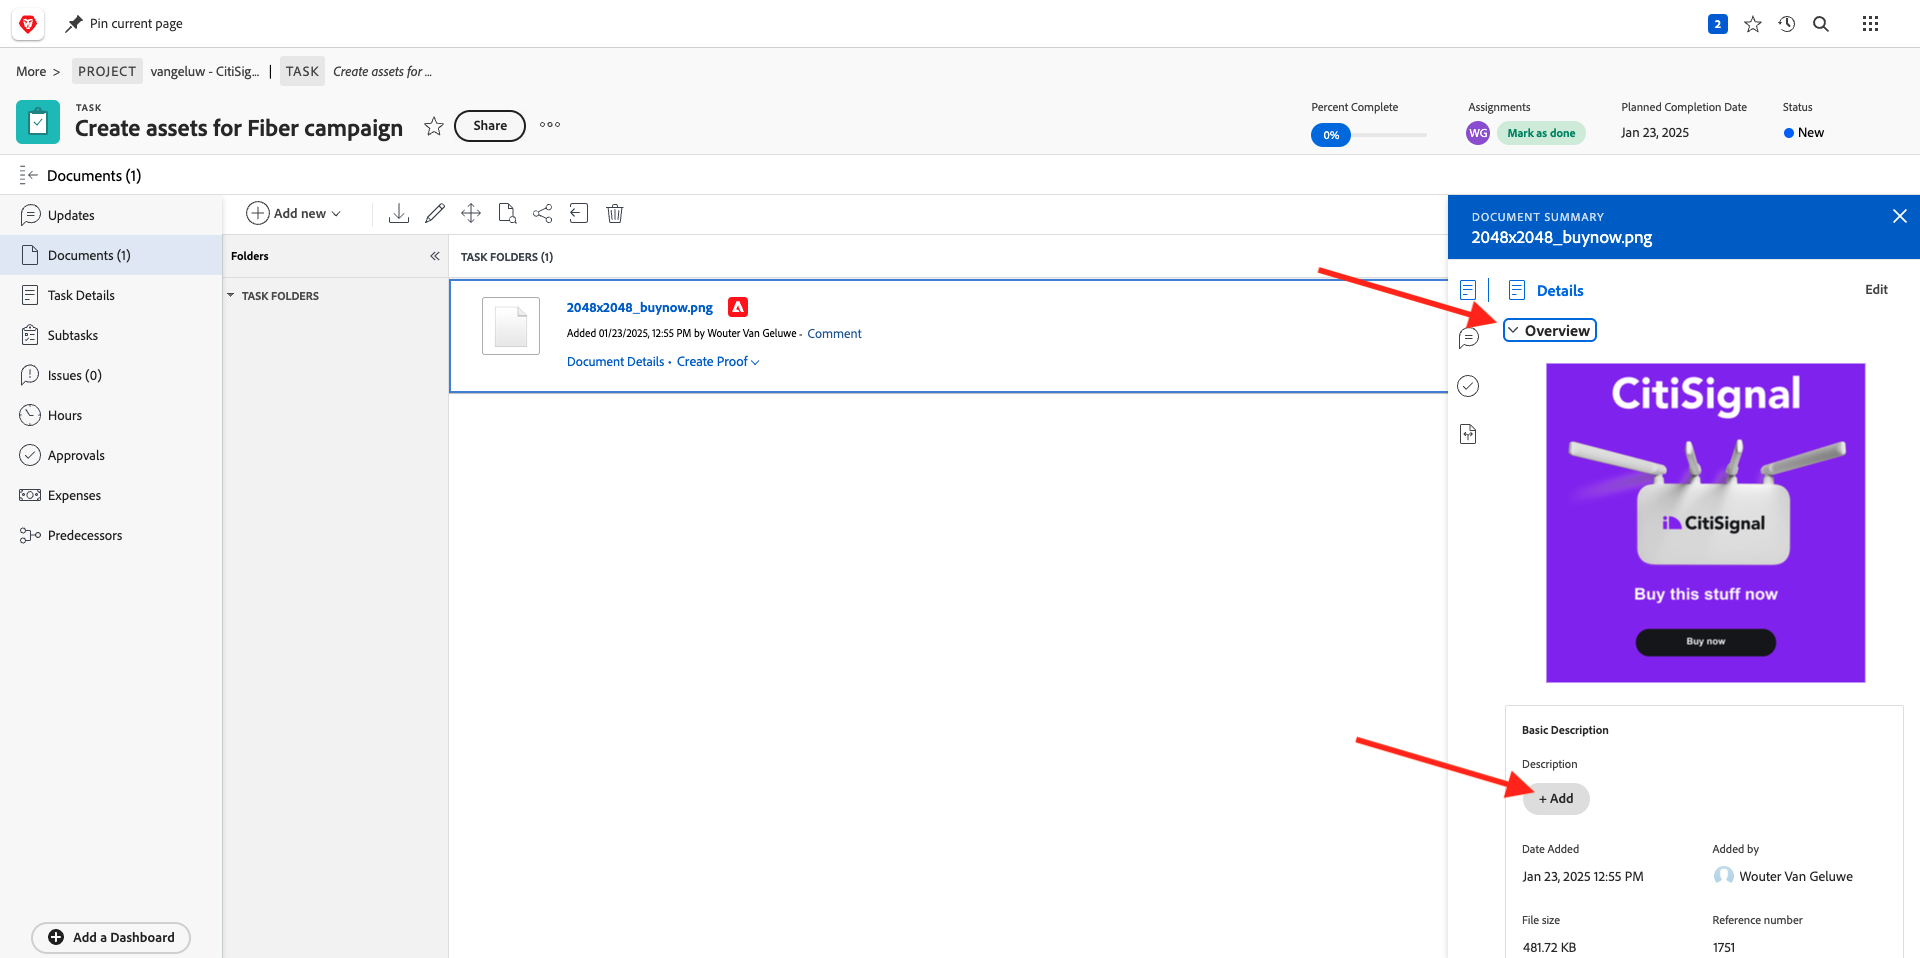 Pin current page
2
More >
PROJECT
vangeluw - CitiSig...
TASK
Create assets for ...
TASK
Create assets for Fiber campaign
Share
Percent Complete
0%
Assignments
WG
Mark as done
Planned Completion Date
Jan 23, 2025
Status
New
Documents (1)
Updates
Documents (1)
Task Details
Subtasks
Issues (0)
Hours
Approvals
Expenses
Predecessors
Add a Dashboard
Add new
Folders
TASK FOLDERS
TASK FOLDERS (1)
2048x2048_buynow.png
Added 01/23/2025, 12:55 PM by Wouter Van Geluwe - Comment
Document Details • Create Proof
DOCUMENT SUMMARY
2048x2048_buynow.png
Details
Edit
Overview
CitiSignal
CitiSignal
Buy this stuff now
Buy now
Basic Description
Description
+ Add
Date Added
Added by
Jan 23, 2025 12:55 PM
Wouter Van Geluwe
File size
Reference number
481.72 KB
1751